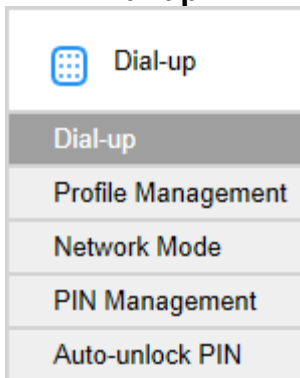 Dial-up
Dial-up
Profile Management
Network Mode
PIN Management
Auto-unlock PIN